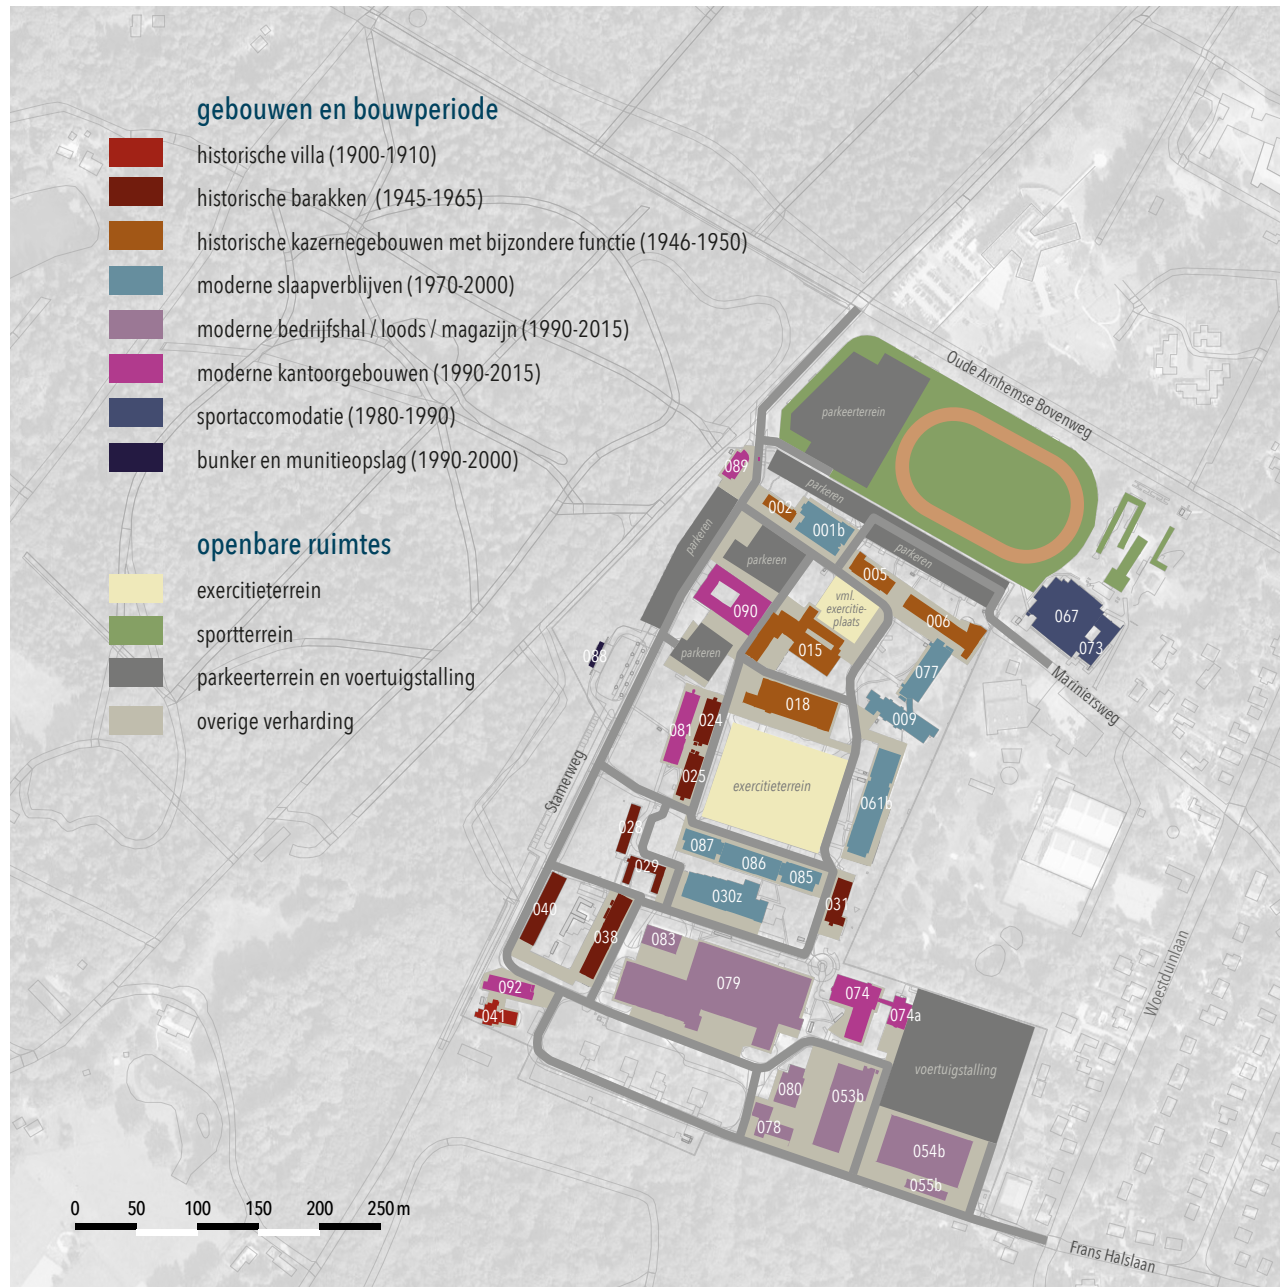 gebouwen en bouwperiode
historische villa (1900-1910)
historische barakken (1945-1965)
historische kazernegebouwen met bijzondere functie (1946-1950)
moderne slaapverblijven (1970-2000)
moderne bedrijfshal / loods / magazijn (1990-2015)
moderne kantoorgebouwen (1990-2015)
sportaccomodatie (1980-1990)
bunker en munitieopslag (1990-2000)
openbare ruimtes
exercitieterrein
sportterrein
parkeerterrein en voertuigstalling
overige verharding
Oude Arnhemse Bovenweg
parkeerterrein
089
parkeren
002
001b
parkeren
parkeren
parkeren
005
vml.
exercitie-
plaats
090
006
067
015
073
088
parkeren
077
Mariniersweg
018
024
081
009
025
Stamerweg
exercitieterrein
061b
028
087
086
085
029
030z
031
040
038
083
079
092
074
074a
041
Woestduinlaan
voertuigstalling
080
053b
078
054b
055b
0 50 100 150 200 250 m
Frans Halslaan